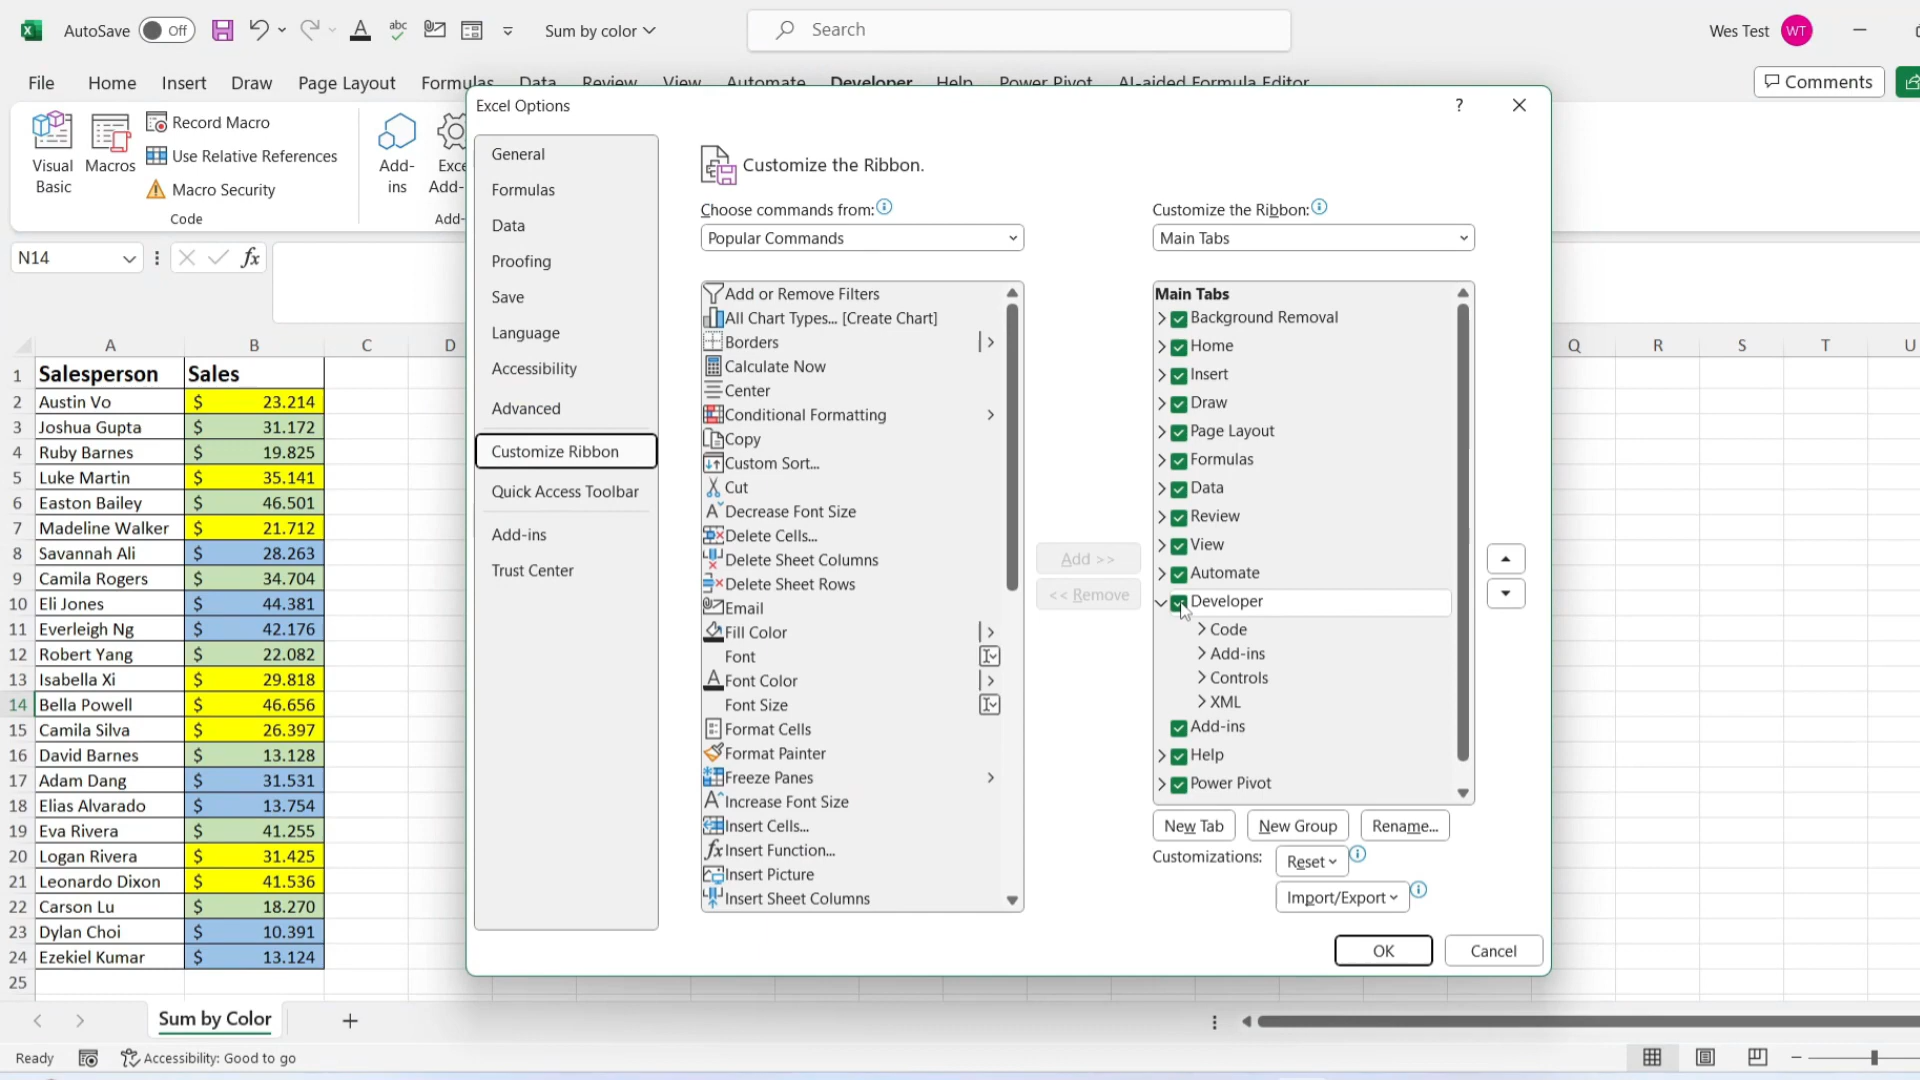 AutoSave Off Sum by color Search Wes Test WT
File Home Insert Draw Page Layout Formulas Data Review View Automate Developer Help Power Pivot AI-aided Formula Editor Comments
Visual Basic
Macros
Record Macro
Use Relative References
Macro Security
Code
Add-ins
Exce
Add-
Add-
N14
fx
A B C D Q R S T U
1 Salesperson Sales
2 Austin Vo $ 23.214
3 Joshua Gupta $ 31.172
4 Ruby Barnes $ 19.825
5 Luke Martin $ 35.141
6 Easton Bailey $ 46.501
7 Madeline Walker $ 21.712
8 Savannah Ali $ 28.263
9 Camila Rogers $ 34.704
10 Eli Jones $ 44.381
11 Everleigh Ng $ 42.176
12 Robert Yang $ 22.082
13 Isabella Xi $ 29.818
14 Bella Powell $ 46.656
15 Camila Silva $ 26.397
16 David Barnes $ 13.128
17 Adam Dang $ 31.531
18 Elias Alvarado $ 13.754
19 Eva Rivera $ 41.255
20 Logan Rivera $ 31.425
21 Leonardo Dixon $ 41.536
22 Carson Lu $ 18.270
23 Dylan Choi $ 10.391
24 Ezekiel Kumar $ 13.124
25
Excel Options ?
General
Formulas
Data
Proofing
Save
Language
Accessibility
Advanced
Customize Ribbon
Quick Access Toolbar
Add-ins
Trust Center
Customize the Ribbon.
Choose commands from:
Popular Commands
Add or Remove Filters
All Chart Types... [Create Chart]
Borders
Calculate Now
Center
Conditional Formatting
Copy
Custom Sort...
Cut
Decrease Font Size
Delete Cells...
Delete Sheet Columns
Delete Sheet Rows
Email
Fill Color
Font
Font Color
Font Size
Format Cells
Format Painter
Freeze Panes
Increase Font Size
Insert Cells...
Insert Function...
Insert Picture
Insert Sheet Columns
Add >>
<< Remove
Customize the Ribbon:
Main Tabs
Main Tabs
Background Removal
Home
Insert
Draw
Page Layout
Formulas
Data
Review
View
Automate
Developer
Code
Add-ins
Controls
XML
Add-ins
Help
Power Pivot
New Tab New Group Rename...
Customizations: Reset
Import/Export
OK Cancel
Sum by Color
Ready Accessibility: Good to go